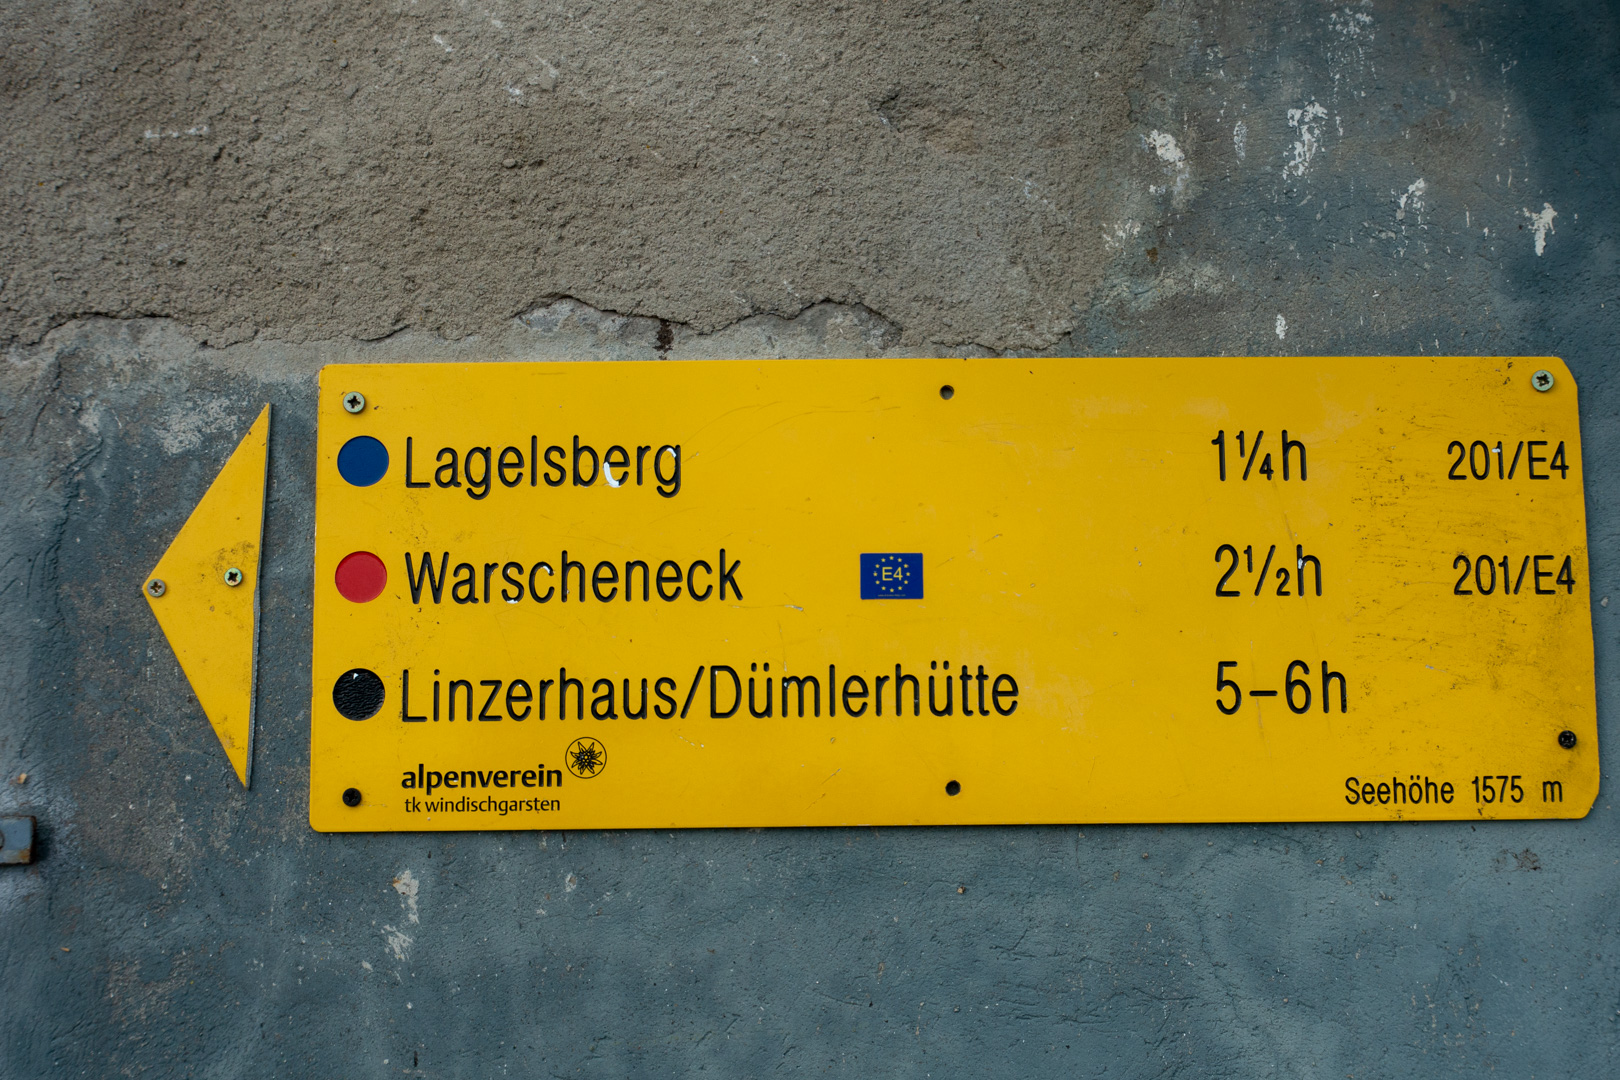 Lagelsberg 1¼h 201/E4
Warscheneck E4 2½h 201/E4
Linzerhaus/Dümlerhütte 5–6h
alpenverein
tk windischgarsten
Seehöhe 1575 m